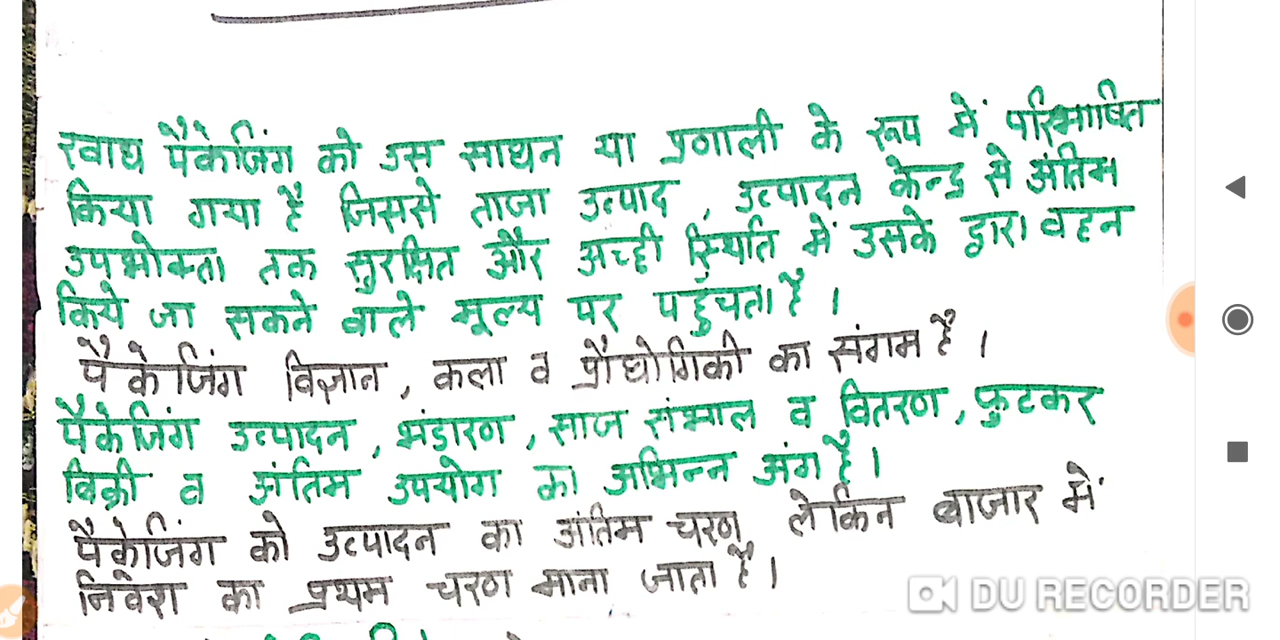 खाद्य पैकेजिंग को उस साधन या प्रणाली के रूप में परिभाषित
किया गया है जिससे ताजा उत्पाद, उत्पादन केन्द्र से अंतिम
उपभोक्ता तक सुरक्षित और अच्छी स्थिति में उसके द्वारा वहन
किये जा सकने वाले मूल्य पर पहुँचता है ।
पैकेजिंग विज्ञान, कला व प्रौद्योगिकी का संगम है ।
पैकेजिंग उत्पादन, भंडारण, साज संभाल व वितरण, फुटकर
बिक्री व अंतिम उपयोग का अभिन्न अंग है ।
पैकेजिंग को उत्पादन का अंतिम चरण, लेकिन बाजार में
निवेश का प्रथम चरण माना जाता है ।
DU RECORDER